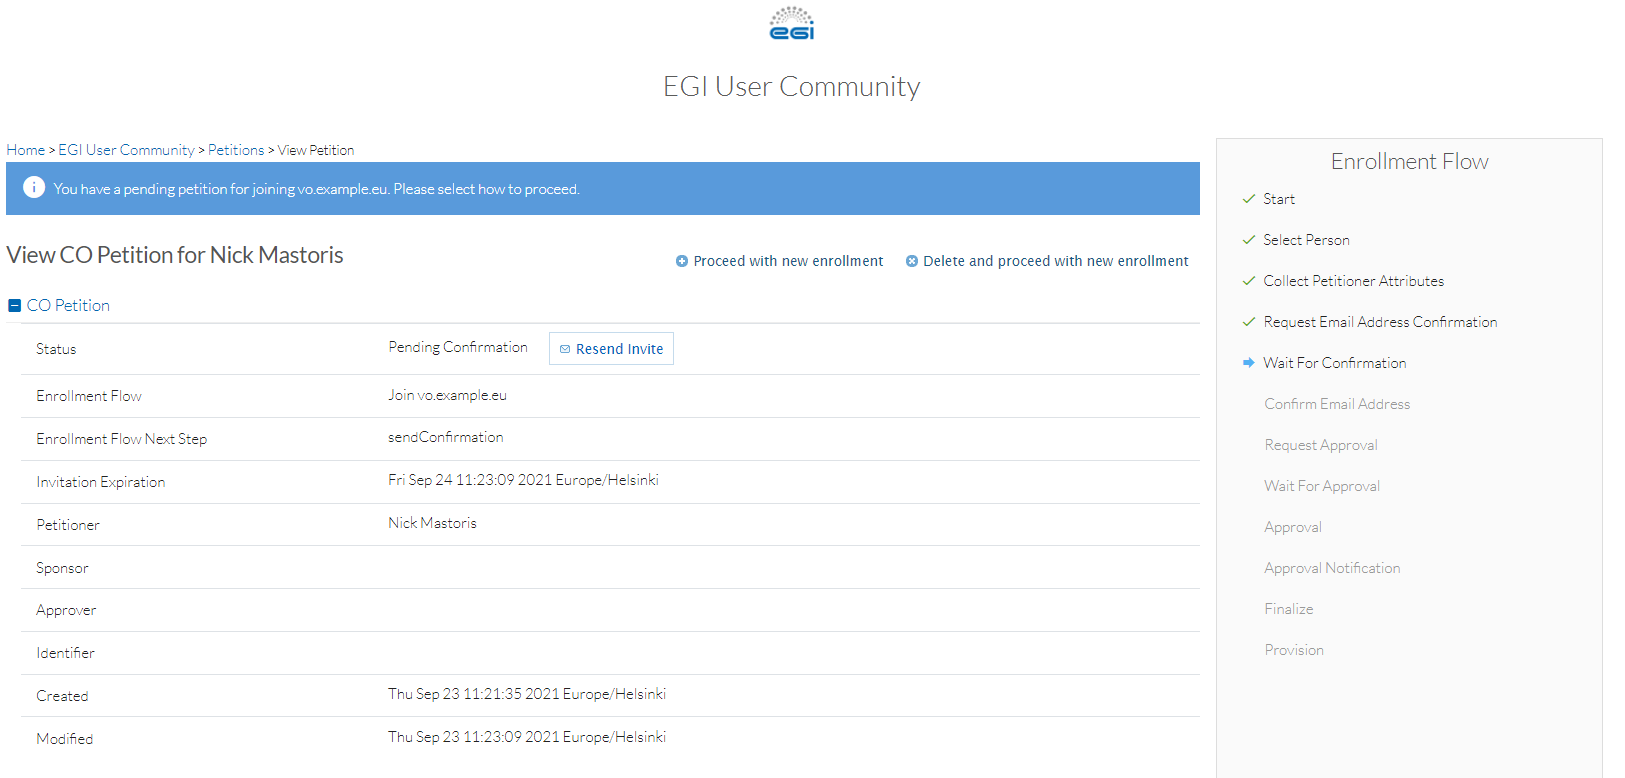 egi
EGI User Community
Home > EGI User Community > Petitions > View Petition
You have a pending petition for joining vo.example.eu. Please select how to proceed.
View CO Petition for Nick Mastoris
Proceed with new enrollment
Delete and proceed with new enrollment
CO Petition
Status Pending Confirmation Resend Invite
Enrollment Flow Join vo.example.eu
Enrollment Flow Next Step sendConfirmation
Invitation Expiration Fri Sep 24 11:23:09 2021 Europe/Helsinki
Petitioner Nick Mastoris
Sponsor
Approver
Identifier
Created Thu Sep 23 11:21:35 2021 Europe/Helsinki
Modified Thu Sep 23 11:23:09 2021 Europe/Helsinki
Enrollment Flow
Start
Select Person
Collect Petitioner Attributes
Request Email Address Confirmation
Wait For Confirmation
Confirm Email Address
Request Approval
Wait For Approval
Approval
Approval Notification
Finalize
Provision